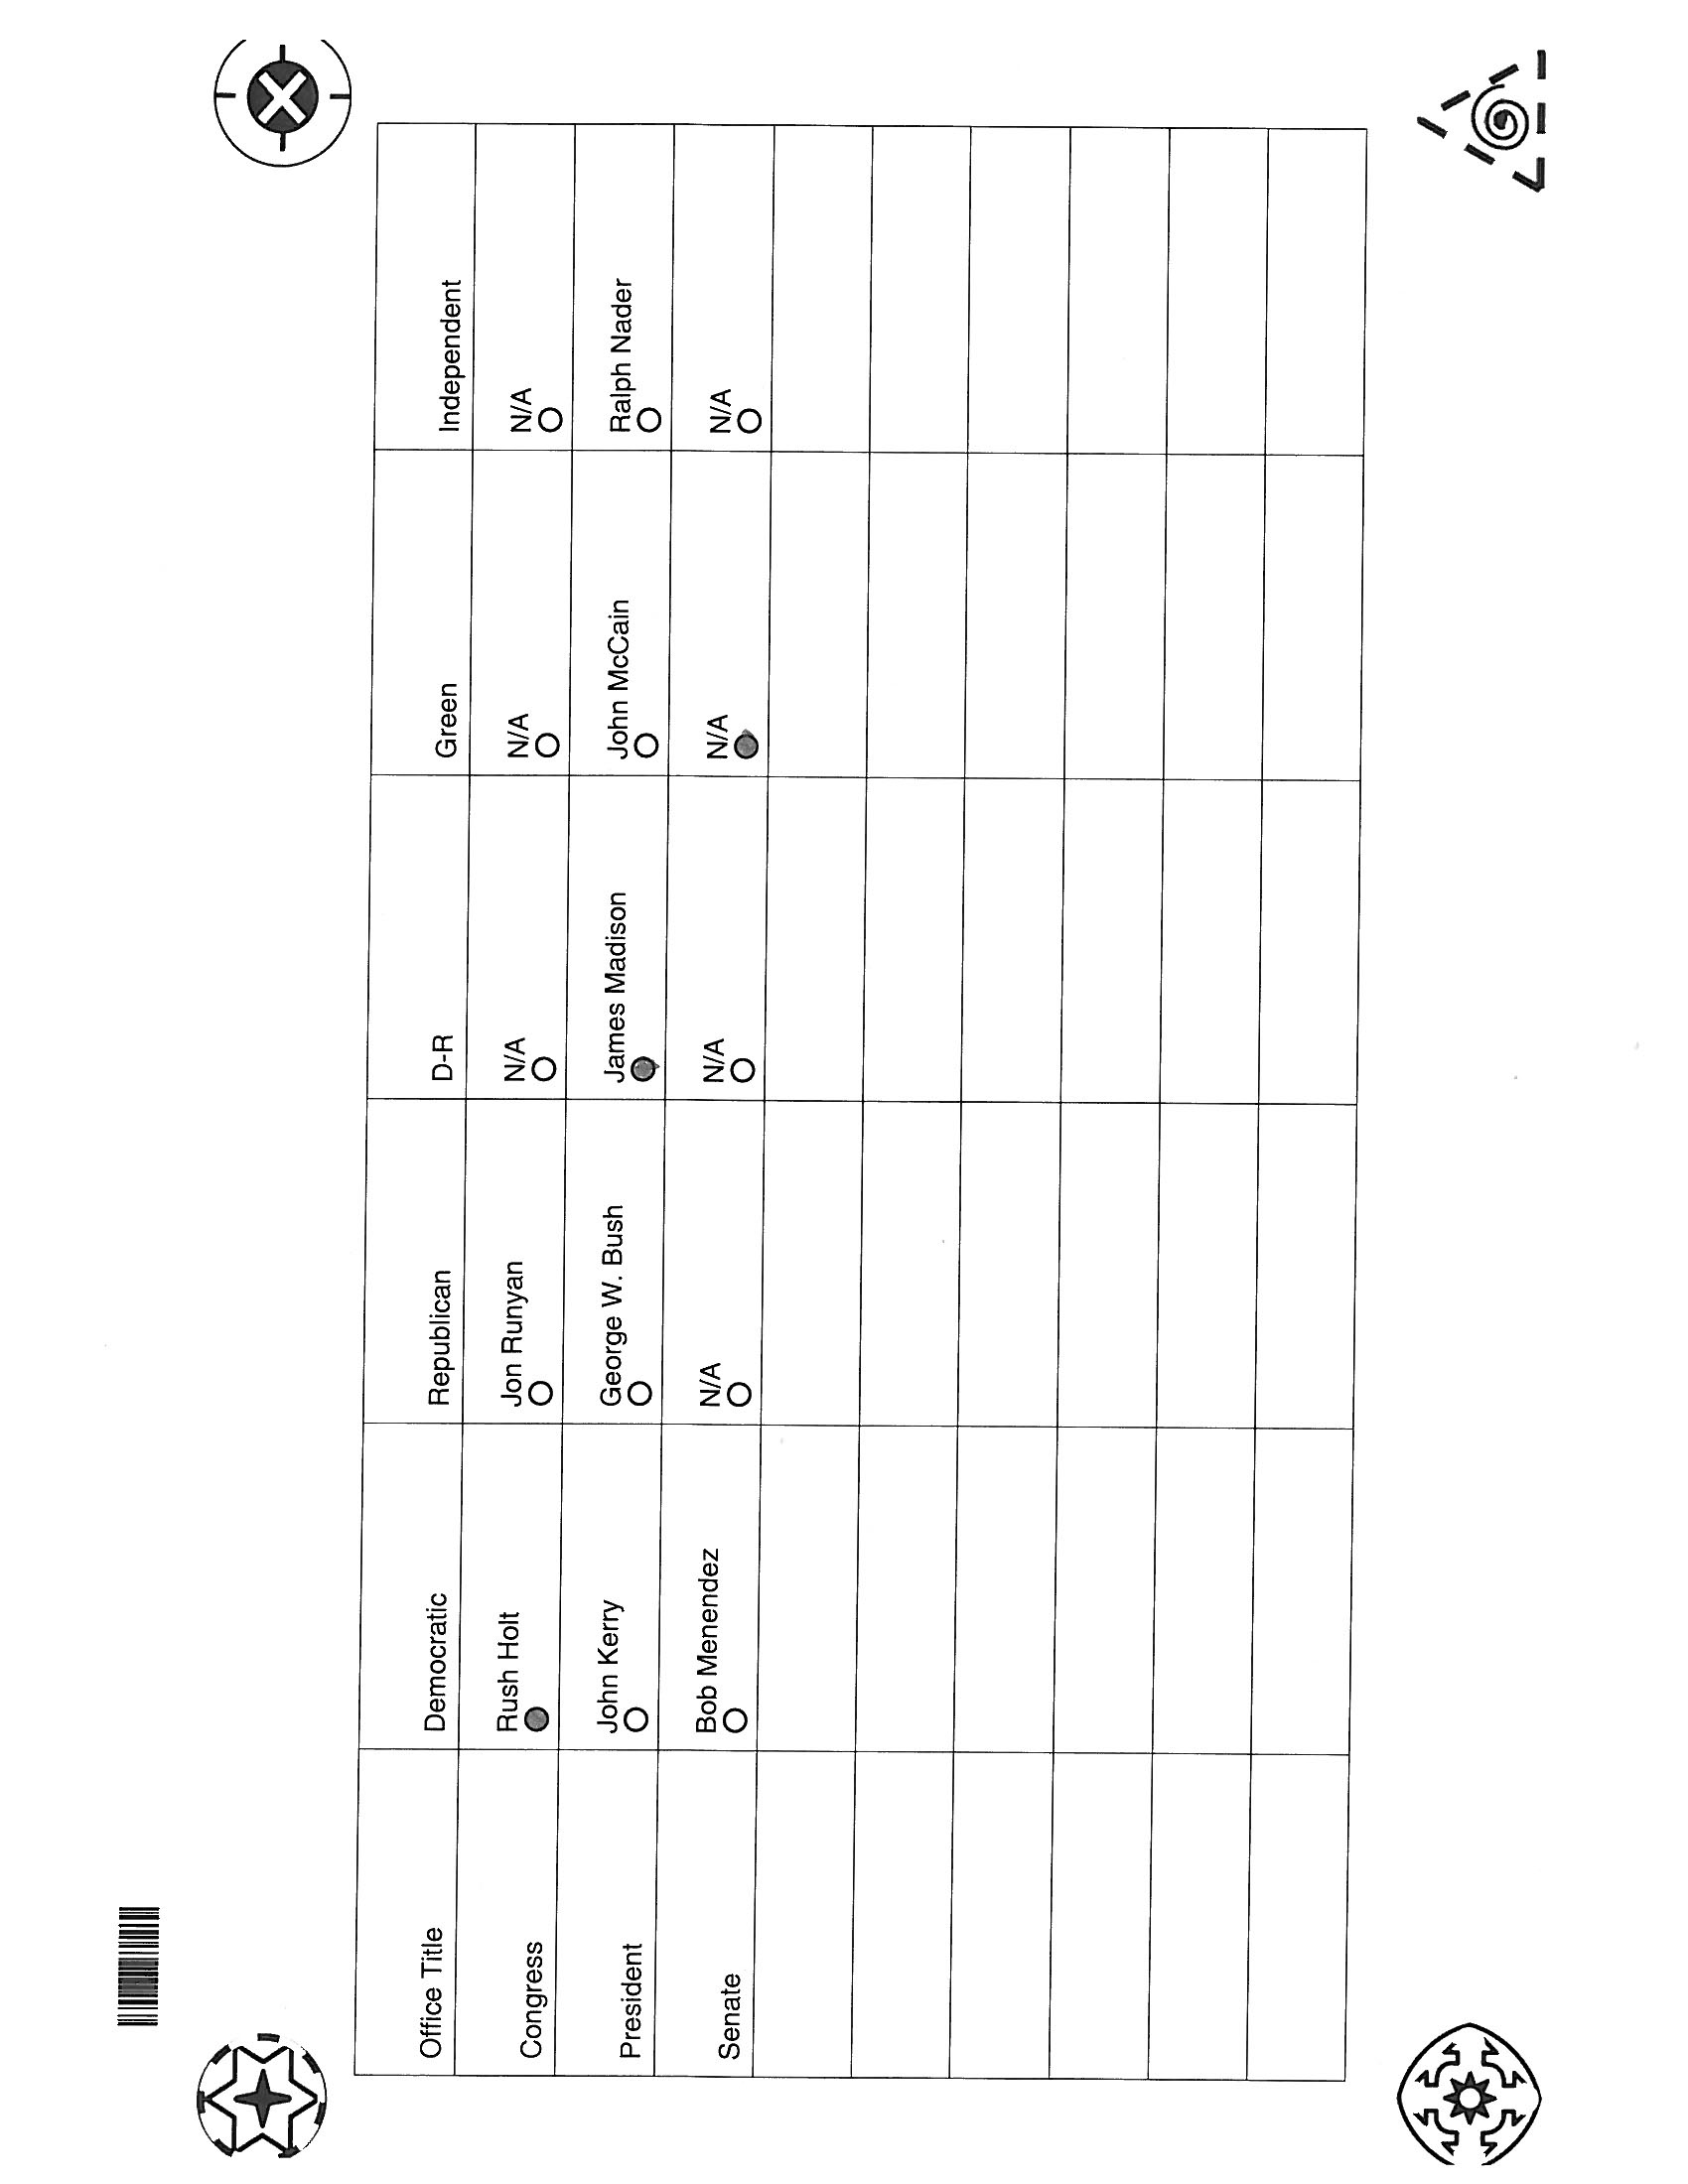 Office Title Democratic Republican D-R Green Independent
Congress Rush Holt Jon Runyan N/A N/A N/A
President John Kerry George W. Bush James Madison John McCain Ralph Nader
Senate Bob Menendez N/A N/A N/A N/A